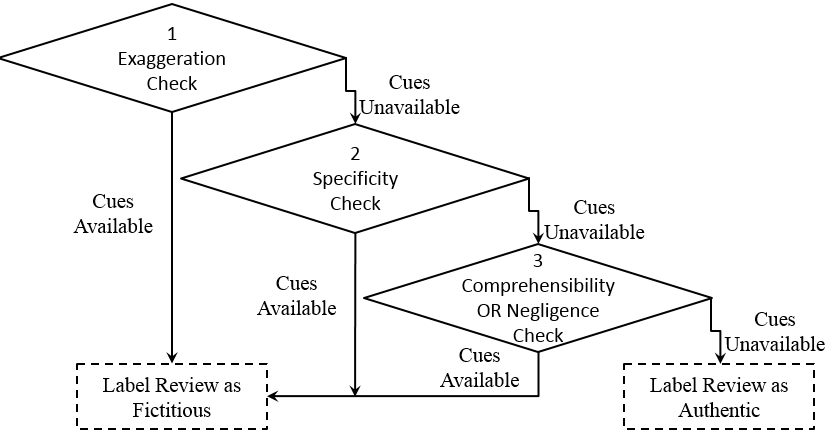 1
Exaggeration
Check
Cues
Unavailable
2
Specificity
Check
Cues
Available
Cues
Unavailable
3
Comprehensibility
OR Negligence
Check
Cues
Available
Cues
Unavailable
Cues
Available
Label Review as
Fictitious
Label Review as
Authentic